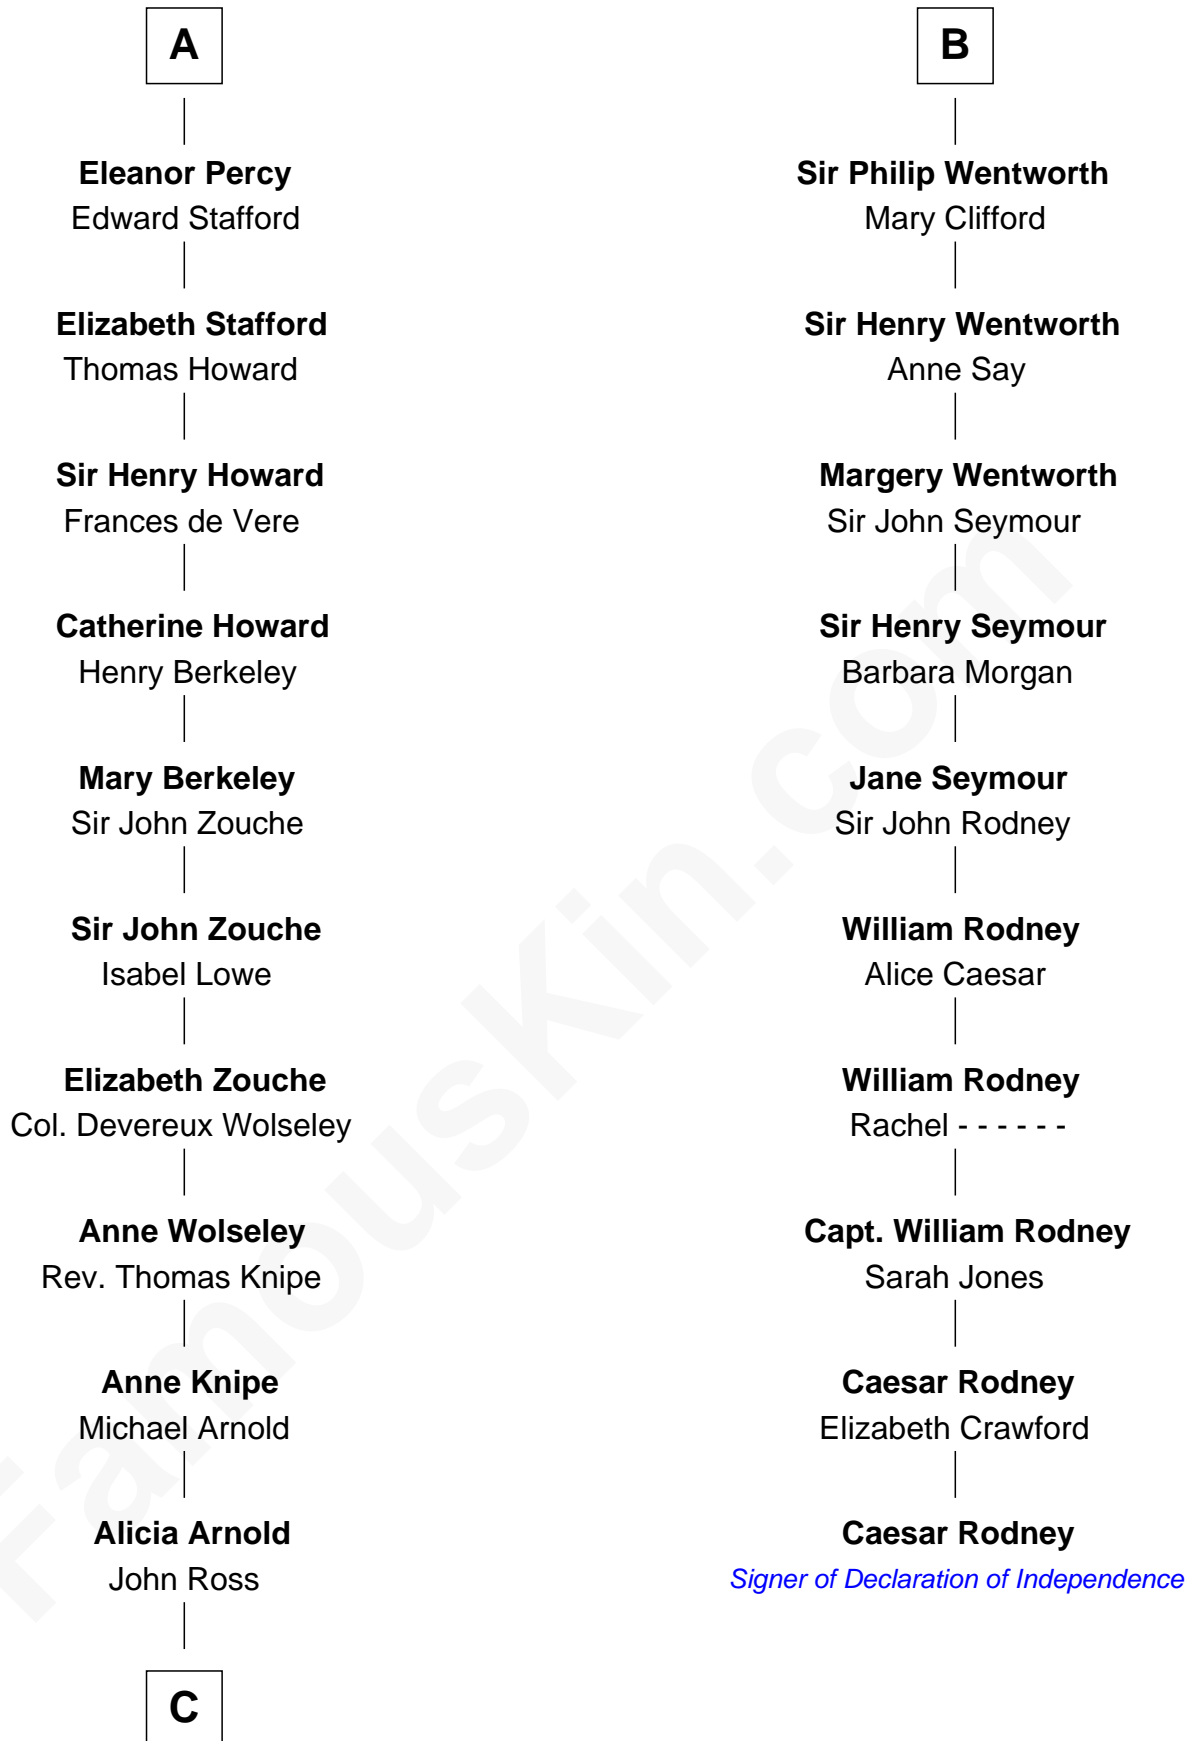 A
Eleanor Percy
Edward Stafford
Elizabeth Stafford
Thomas Howard
Sir Henry Howard
Frances de Vere
Catherine Howard
Henry Berkeley
Mary Berkeley
Sir John Zouche
Sir John Zouche
Isabel Lowe
Elizabeth Zouche
Col. Devereux Wolseley
Anne Wolseley
Rev. Thomas Knipe
Anne Knipe
Michael Arnold
Alicia Arnold
John Ross
C
B
Sir Philip Wentworth
Mary Clifford
Sir Henry Wentworth
Anne Say
Margery Wentworth
Sir John Seymour
Sir Henry Seymour
Barbara Morgan
Jane Seymour
Sir John Rodney
William Rodney
Alice Caesar
William Rodney
Rachel - - - - - -
Capt. William Rodney
Sarah Jones
Caesar Rodney
Elizabeth Crawford
Caesar Rodney
Signer of Declaration of Independence
FamousKin.com